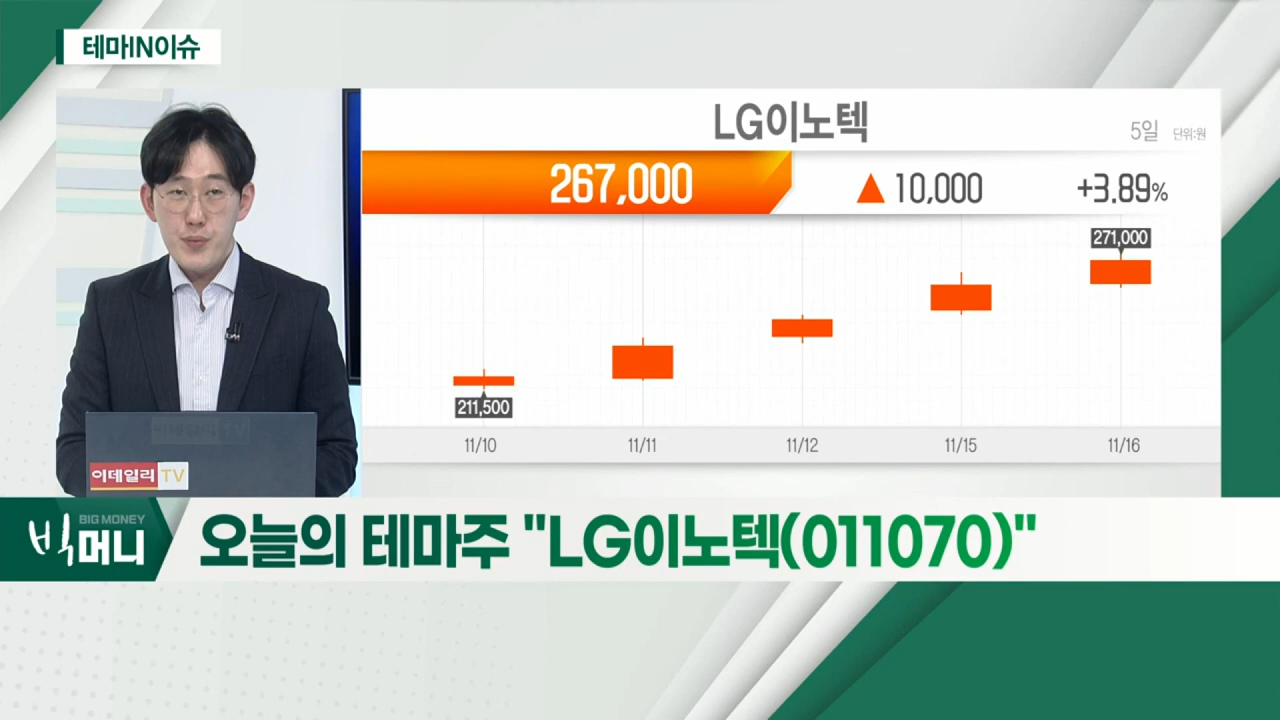 테마IN이슈
LG이노텍
5일 단위:원
267,000 ▲ 10,000 +3.89%
271,000
211,500
11/10 11/11 11/12 11/15 11/16
이데일리 TV
BIG MONEY
빅머니
오늘의 테마주 "LG이노텍(011070)"